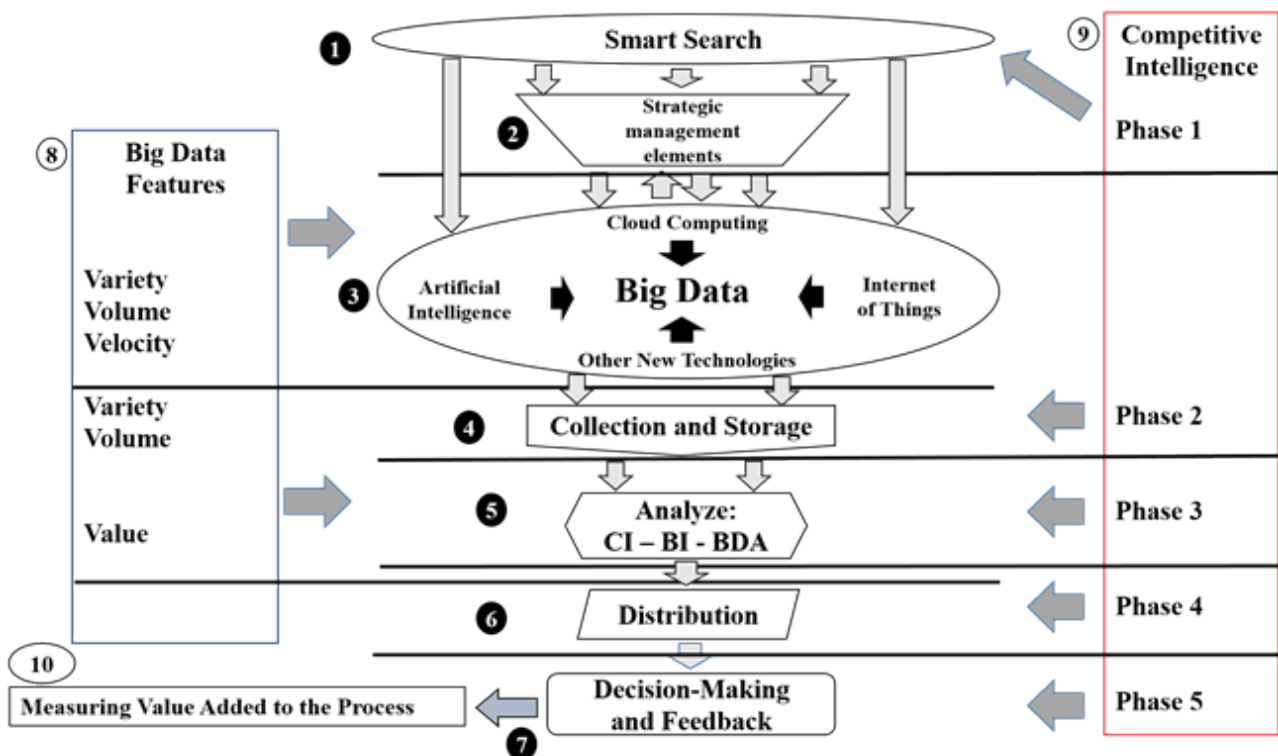 1
Smart Search
9
Competitive
Intelligence
Phase 1
2
Strategic
management
elements
8
Big Data
Features
Variety
Volume
Velocity
3
Cloud Computing
Artificial
Intelligence
Big Data
Internet
of Things
Other New Technologies
Variety
Volume
4
Collection and Storage
Phase 2
Value
5
Analyze:
CI – BI - BDA
Phase 3
6
Distribution
Phase 4
10
Measuring Value Added to the Process
7
Decision-Making
and Feedback
Phase 5